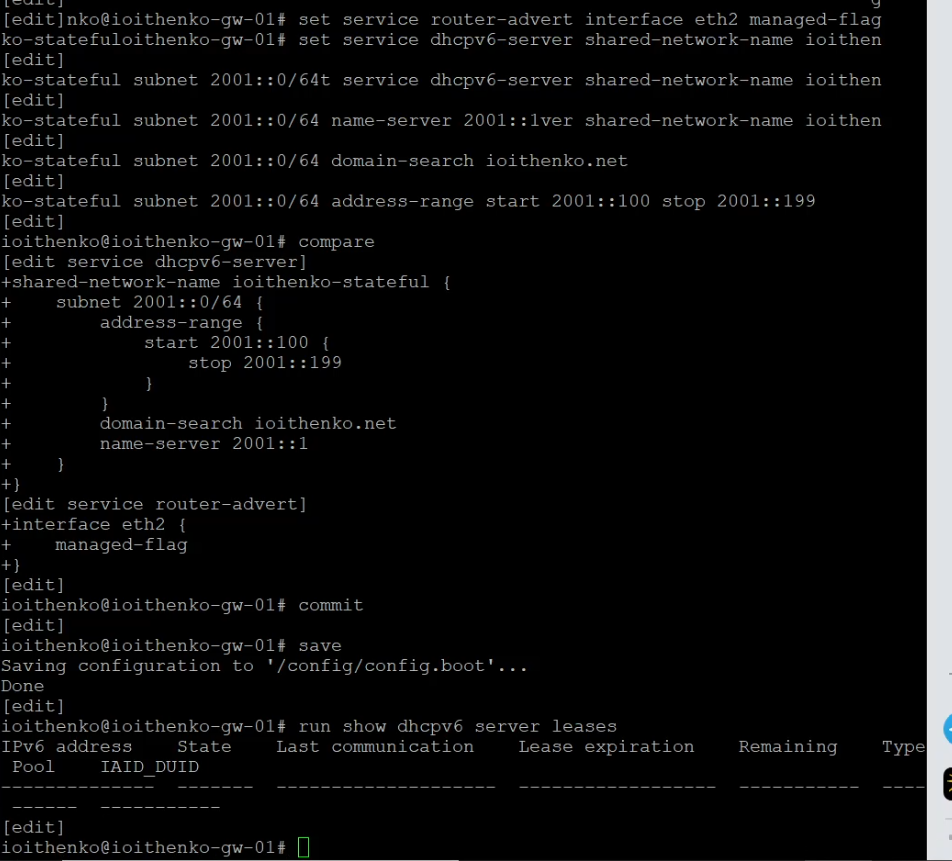 [edit]
[edit]nko@ioithenko-gw-01# set service router-advert interface eth2 managed-flag
ko-statefuloithenko-gw-01# set service dhcpv6-server shared-network-name ioithen
[edit]
ko-stateful subnet 2001::0/64t service dhcpv6-server shared-network-name ioithen
[edit]
ko-stateful subnet 2001::0/64 name-server 2001::1ver shared-network-name ioithen
[edit]
ko-stateful subnet 2001::0/64 domain-search ioithenko.net
[edit]
ko-stateful subnet 2001::0/64 address-range start 2001::100 stop 2001::199
[edit]
ioithenko@ioithenko-gw-01# compare
[edit service dhcpv6-server]
+shared-network-name ioithenko-stateful {
+    subnet 2001::0/64 {
+        address-range {
+            start 2001::100 {
+                stop 2001::199
+            }
+        }
+        domain-search ioithenko.net
+        name-server 2001::1
+    }
+}
[edit service router-advert]
+interface eth2 {
+    managed-flag
+}
[edit]
ioithenko@ioithenko-gw-01# commit
[edit]
ioithenko@ioithenko-gw-01# save
Saving configuration to '/config/config.boot'...
Done
[edit]
ioithenko@ioithenko-gw-01# run show dhcpv6 server leases
IPv6 address    State    Last communication    Lease expiration    Remaining    Type
 Pool    IAID_DUID
--------------  -------  --------------------  ------------------  -----------  ----
 ------  -----------
[edit]
ioithenko@ioithenko-gw-01#